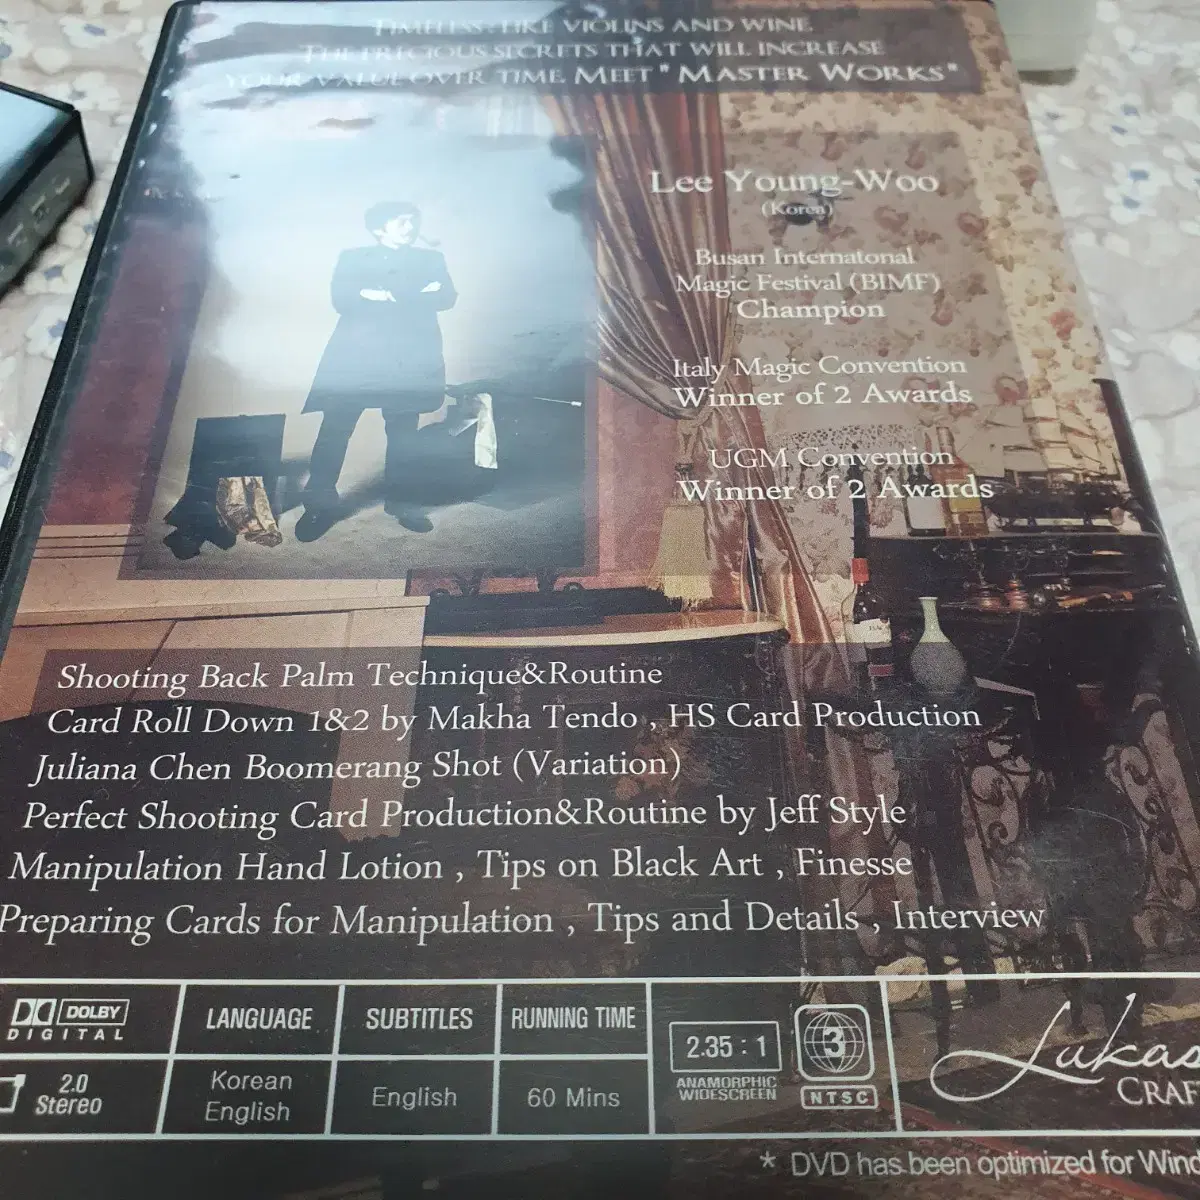 TIMELESS. LIKE VIOLINS AND WINE
THE PRECIOUS SECRETS THAT WILL INCREASE
YOUR VALUE OVER TIME. MEET "MASTER WORKS"
Lee Young-Woo
(Korea)
Busan Internatonal
Magic Festival (BIMF)
Champion
Italy Magic Convention
Winner of 2 Awards
UGM Convention
Winner of 2 Awards
Shooting Back Palm Technique&Routine
Card Roll Down 1&2 by Makha Tendo , HS Card Production
Juliana Chen Boomerang Shot (Variation)
Perfect Shooting Card Production&Routine by Jeff Style
Manipulation Hand Lotion , Tips on Black Art , Finesse
Preparing Cards for Manipulation , Tips and Details , Interview
DOLBY
DIGITAL
2.0
Stereo
LANGUAGE
Korean
English
SUBTITLES
English
RUNNING TIME
60 Mins
2.35 : 1
ANAMORPHIC
WIDESCREEN
3
NTSC
Lukas
CRAF
* DVD has been optimized for Wind